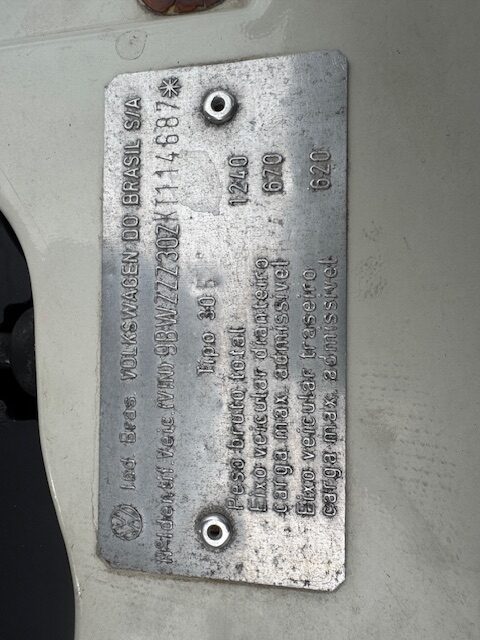 Ind Bras. VOLKSWAGEN DO BRASIL S/A
Nº Ident. Veic (VIN) 9BWZZZ30ZKT114687*
Tipo 305
Peso bruto total 1240
Eixo veicular dianteiro
carga max. admissivel 670
Eixo veicular traseiro
carga max. admissivel 620